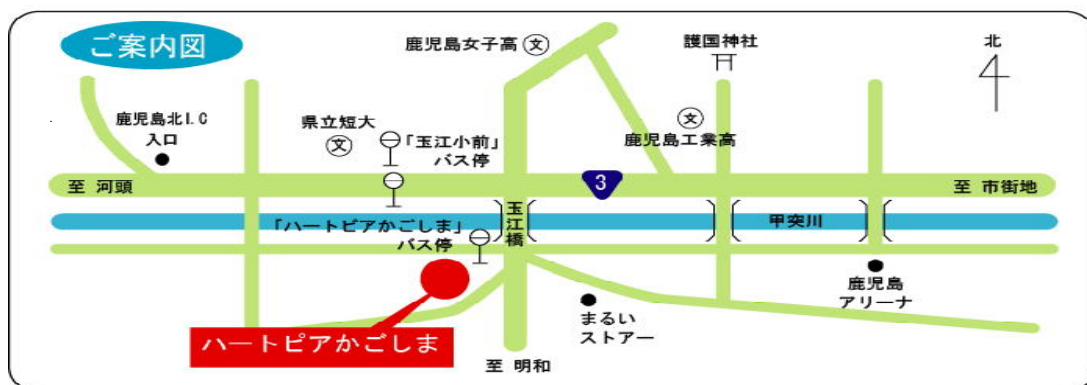 ご案内図
鹿児島女子高
文
護国神社
北
鹿児島北I.C
入口
県立短大
文
「玉江小前」
バス停
文
鹿児島工業高
至 河頭
3
至 市街地
玉江橋
甲突川
「ハートピアかごしま」
バス停
鹿児島
アリーナ
まるい
ストアー
ハートピアかごしま
至 明和